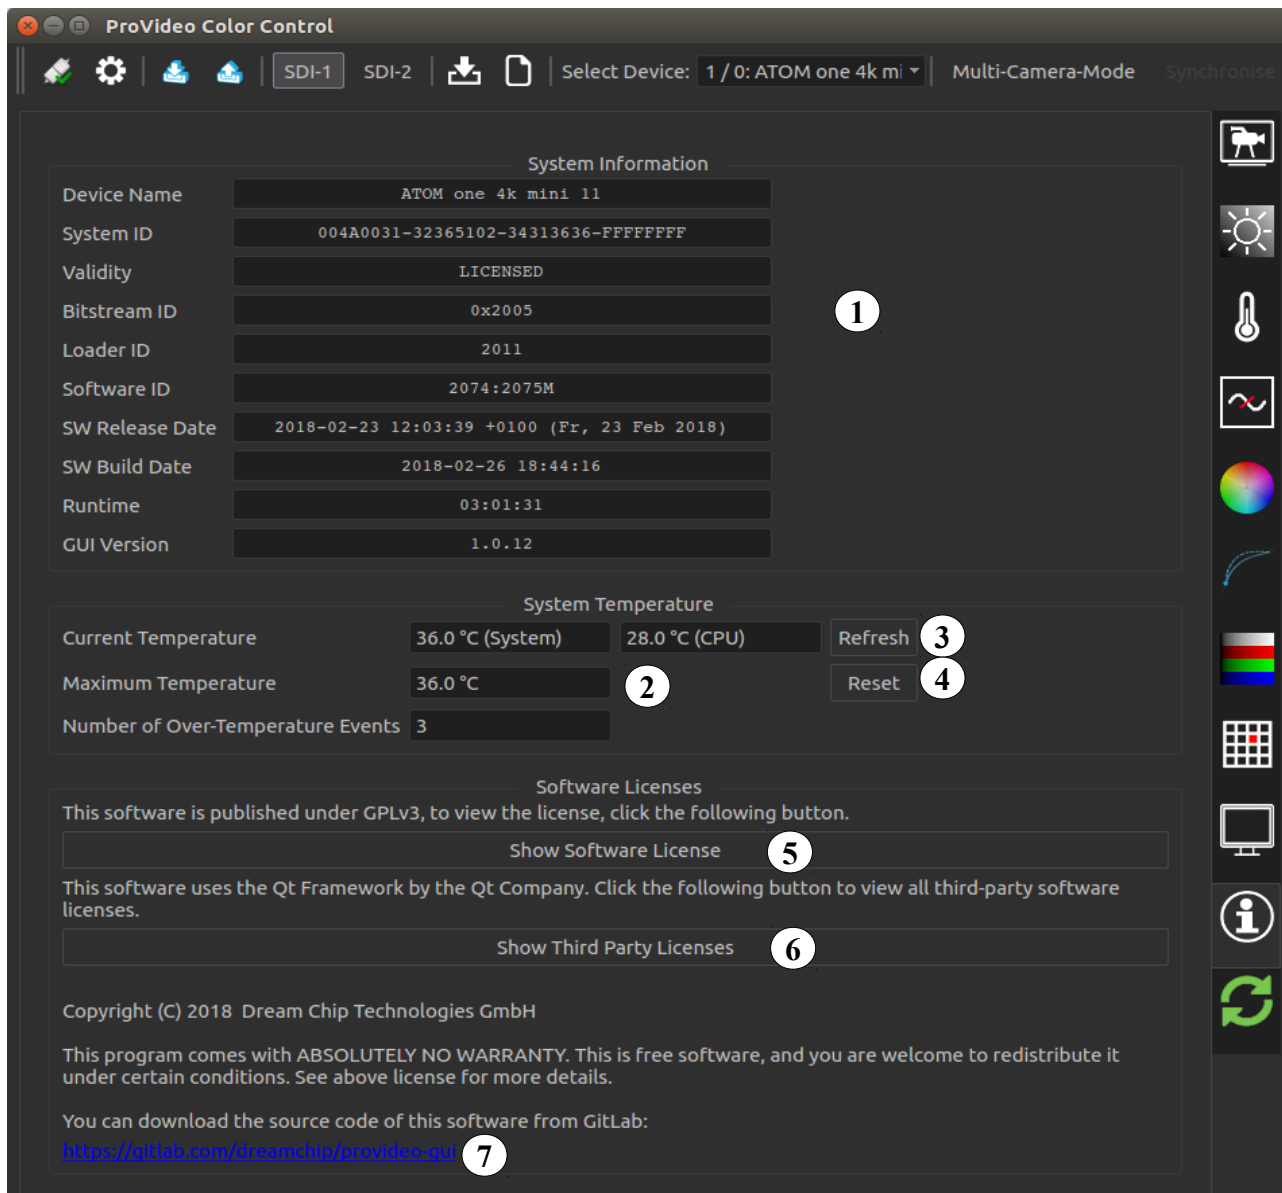 ProVideo Color Control
SDI-1 SDI-2 Select Device: 1 / 0: ATOM one 4k mi Multi-Camera-Mode Synchronise
System Information
Device Name ATOM one 4k mini 11
System ID 004A0031-32365102-34313636-FFFFFFFF
Validity LICENSED
Bitstream ID 0x2005
1
Loader ID 2011
Software ID 2074:2075M
SW Release Date 2018-02-23 12:03:39 +0100 (Fr, 23 Feb 2018)
SW Build Date 2018-02-26 18:44:16
Runtime 03:01:31
GUI Version 1.0.12
System Temperature
Current Temperature 36.0 °C (System) 28.0 °C (CPU) Refresh 3
Maximum Temperature 36.0 °C 2 Reset 4
Number of Over-Temperature Events 3
Software Licenses
This software is published under GPLv3, to view the license, click the following button.
Show Software License 5
This software uses the Qt Framework by the Qt Company. Click the following button to view all third-party software
licenses.
Show Third Party Licenses 6
Copyright (C) 2018 Dream Chip Technologies GmbH
This program comes with ABSOLUTELY NO WARRANTY. This is free software, and you are welcome to redistribute it
under certain conditions. See above license for more details.
You can download the source code of this software from GitLab:
https://gitlab.com/dreamchip/provideo-gui 7